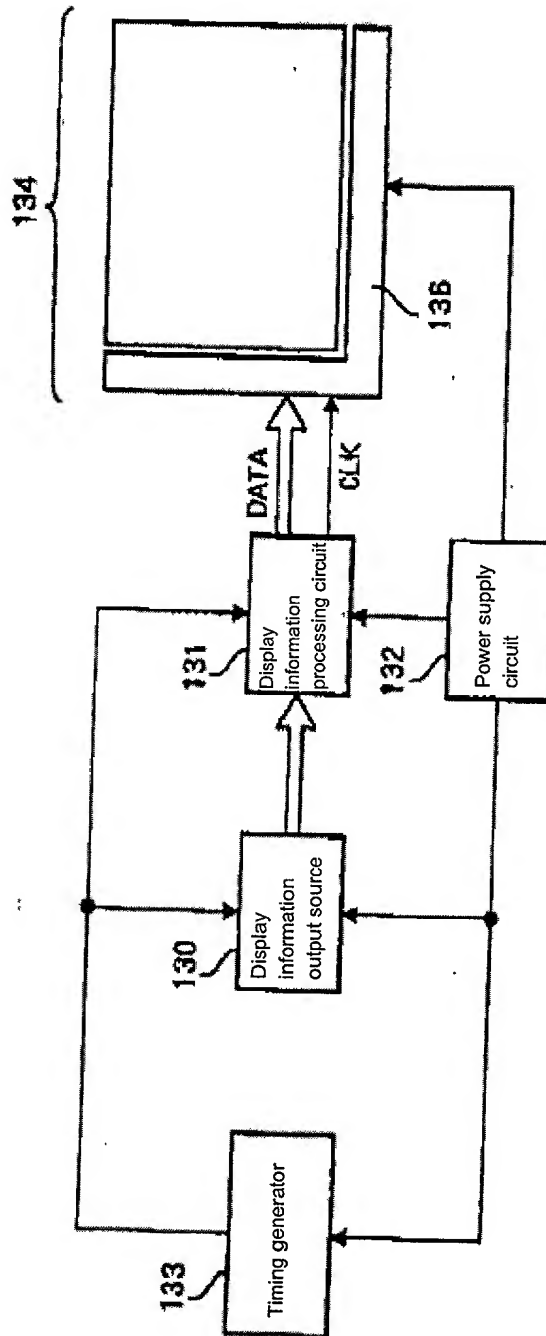 134
136
DATA
CLK
131
Display
information
processing circuit
132
Power supply
circuit
130
Display
information
output source
133
Timing generator